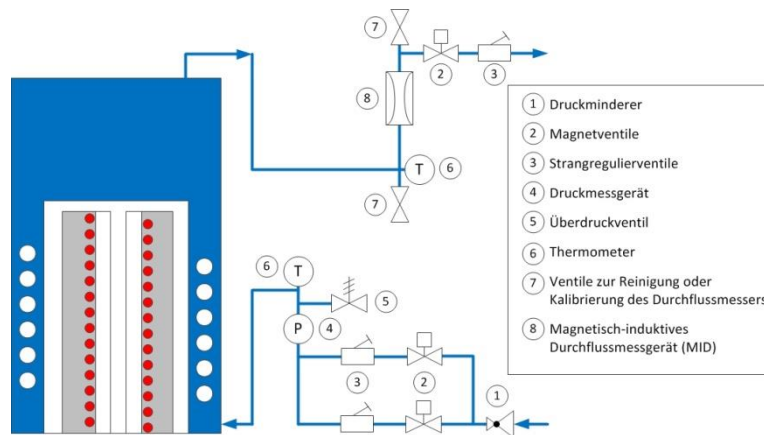 7
2
3
8
T
6
7
6
T
5
P
4
3
2
1
1 Druckminderer
2 Magnetventile
3 Strangregulierventile
4 Druckmessgerät
5 Überdruckventil
6 Thermometer
7 Ventile zur Reinigung oder
Kalibrierung des Durchflussmessers
8 Magnetisch-induktives
Durchflussmessgerät (MID)